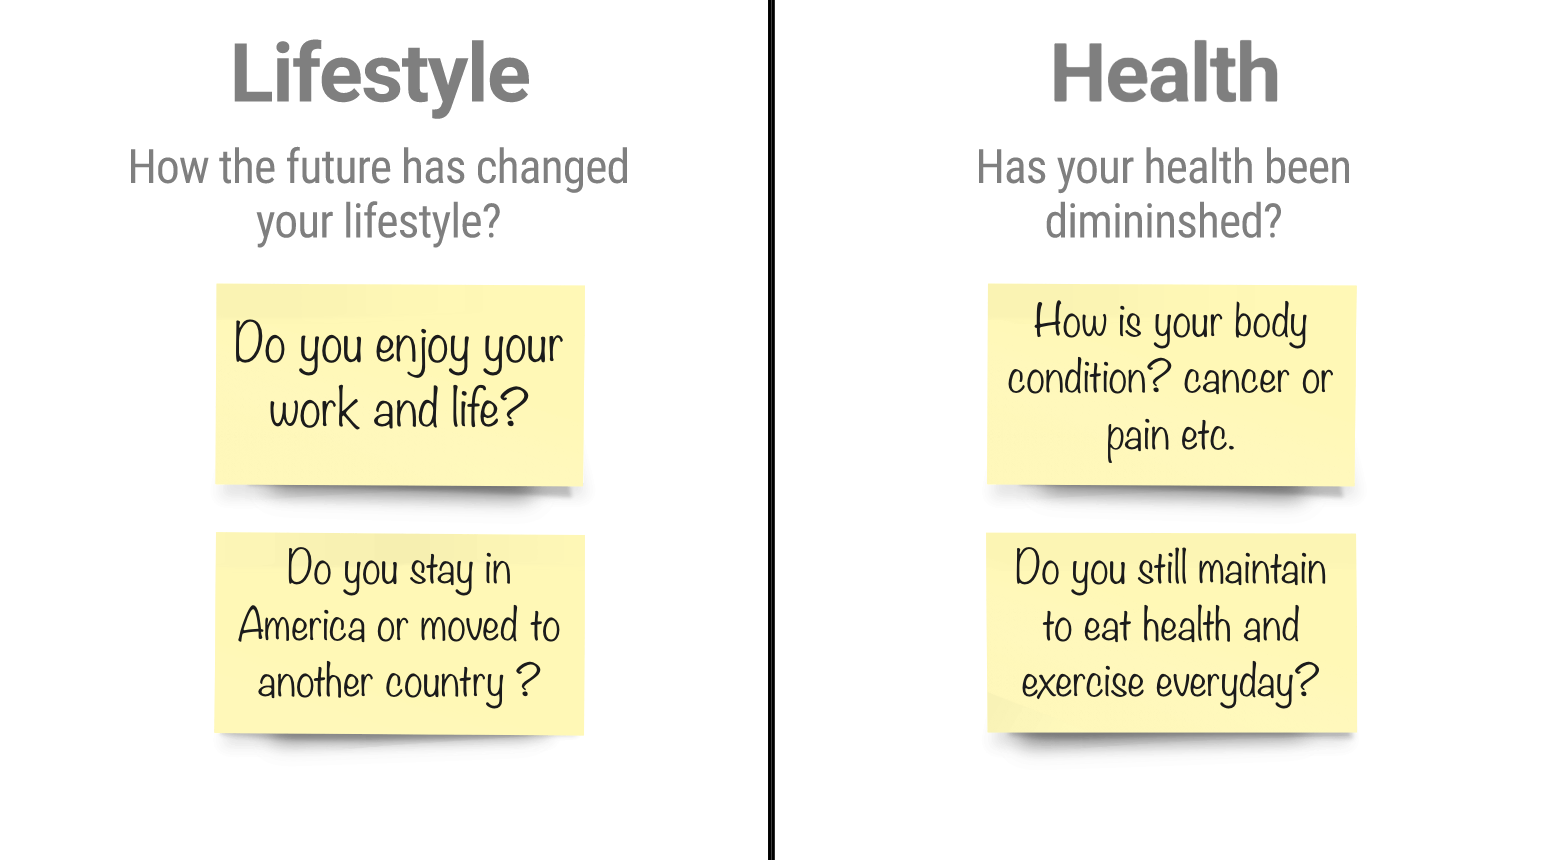 Lifestyle
How the future has changed
your lifestyle?
Do you enjoy your
work and life?
Do you stay in
America or moved to
another country ?
Health
Has your health been
dimininshed?
How is your body
condition? cancer or
pain etc.
Do you still maintain
to eat health and
exercise everyday?